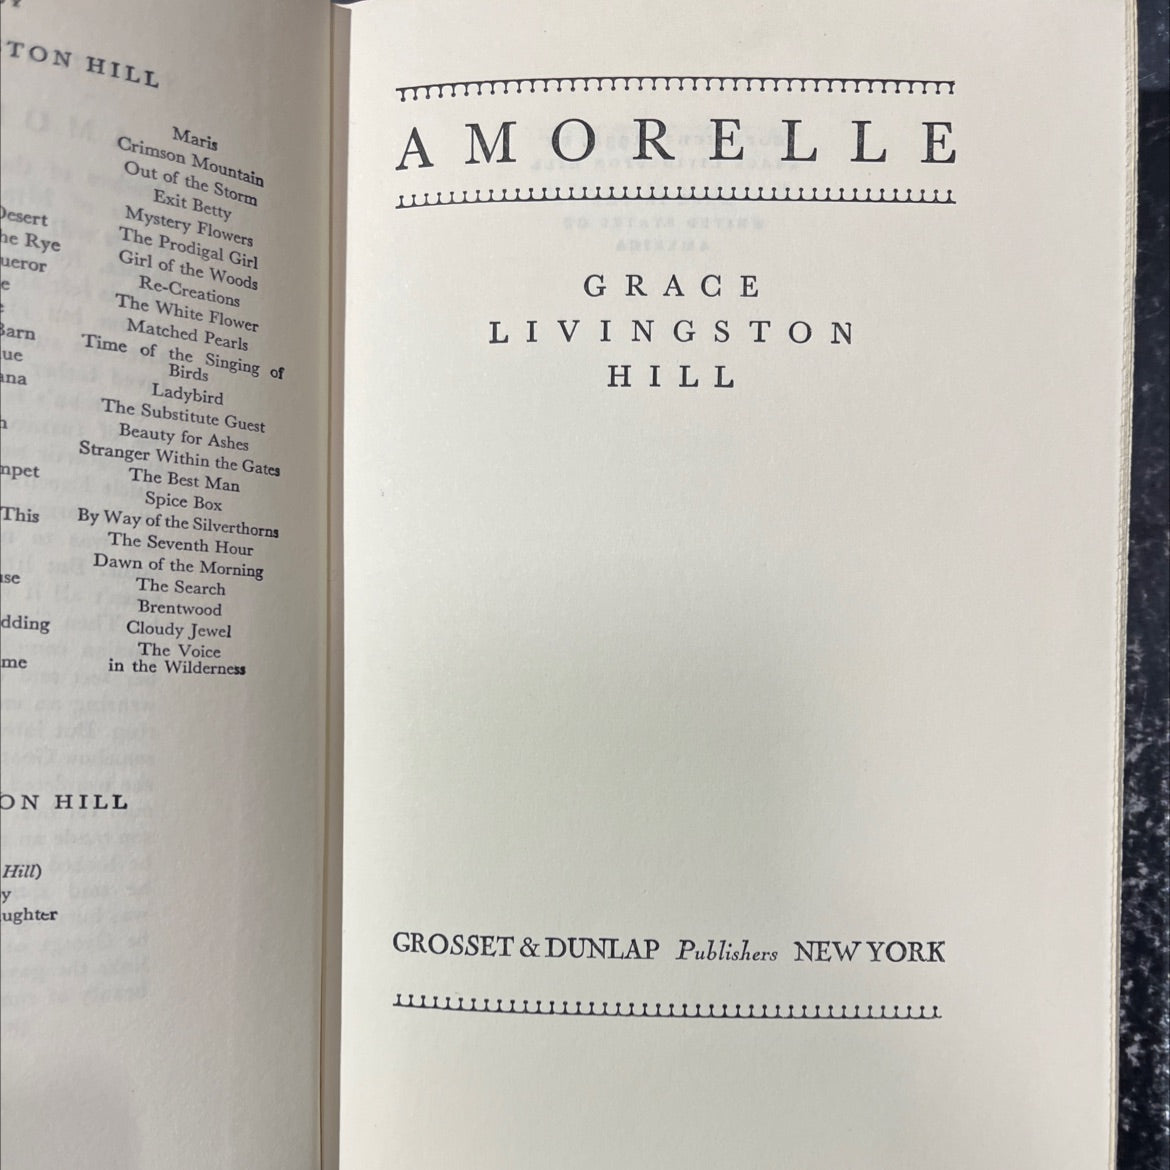 TON HILL
Maris
Crimson Mountain
Out of the Storm
Exit Betty
Mystery Flowers
The Prodigal Girl
Girl of the Woods
Re-Creations
The White Flower
Matched Pearls
Time of the Singing of
Birds
Ladybird
The Substitute Guest
Beauty for Ashes
Stranger Within the Gates
The Best Man
Spice Box
By Way of the Silverthorns
The Seventh Hour
Dawn of the Morning
The Search
Brentwood
Cloudy Jewel
The Voice
in the Wilderness
Desert
he Rye
ueror
e
Barn
ue
ana
h
mpet
This
use
dding
me
ON HILL
Hill)
y
ughter
AMORELLE
GRACE
LIVINGSTON
HILL
GROSSET & DUNLAP Publishers NEW YORK